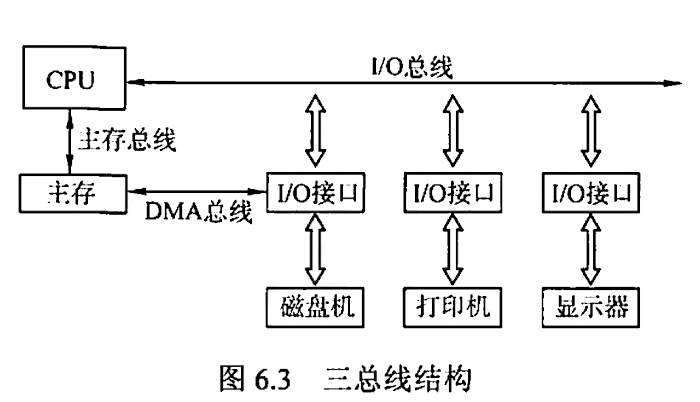 CPU
I/O总线
主存总线
主存
DMA总线
I/O接口
I/O接口
I/O接口
磁盘机
打印机
显示器
图 6.3 三总线结构